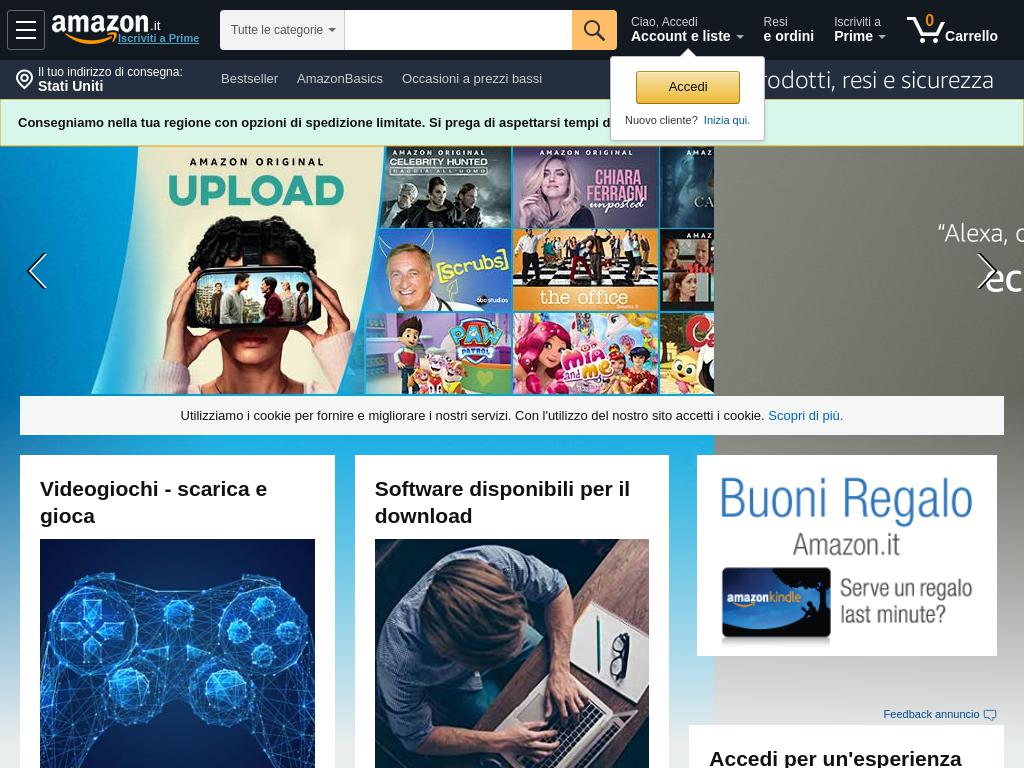 amazon.it
Iscriviti a Prime
Tutte le categorie
Ciao, Accedi
Account e liste
Resi
e ordini
Iscriviti a
Prime
0
Carrello
Il tuo indirizzo di consegna:
Stati Uniti
Bestseller
AmazonBasics
Occasioni a prezzi bassi
rodotti, resi e sicurezza
Accedi
Nuovo cliente? Inizia qui.
Consegniamo nella tua regione con opzioni di spedizione limitate. Si prega di aspettarsi tempi d
AMAZON ORIGINAL
UPLOAD
AMAZON ORIGINAL
CELEBRITY HUNTED
CACCIA ALL'UOMO
AMAZON ORIGINAL
CHIARA
FERRAGNI
unposted
AMAZ
CA
[scrubs]
abc studios
the office
AMAZ
PAW
PATROL
mia
and me
"Alexa, c
ec
Utilizziamo i cookie per fornire e migliorare i nostri servizi. Con l'utilizzo del nostro sito accetti i cookie. Scopri di più.
Videogiochi - scarica e
gioca
Software disponibili per il
download
Buoni Regalo
Amazon.it
amazonkindle
Serve un regalo
last minute?
Feedback annuncio
Accedi per un'esperienza